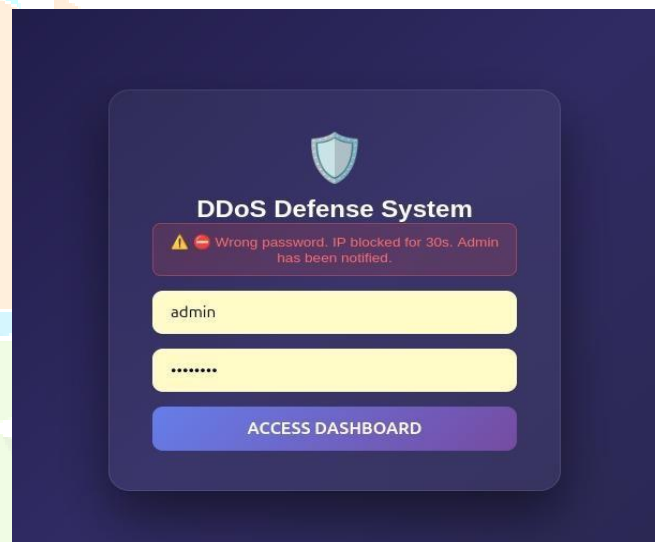 DDoS Defense System
⚠️ ⛔ Wrong password. IP blocked for 30s. Admin
has been notified.
admin
••••••••
ACCESS DASHBOARD